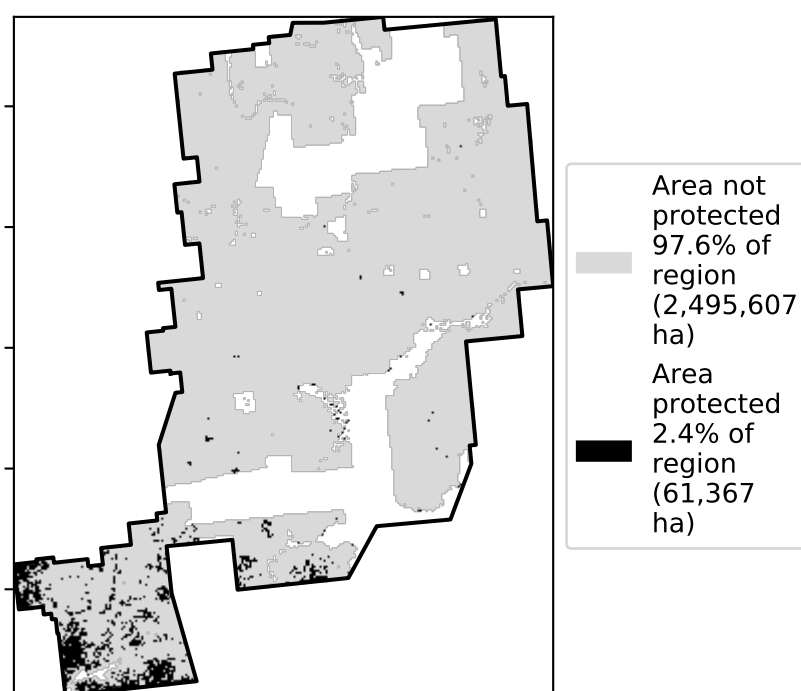 Area not
protected
97.6% of
region
(2,495,607
ha)
Area
protected
2.4% of
region
(61,367
ha)